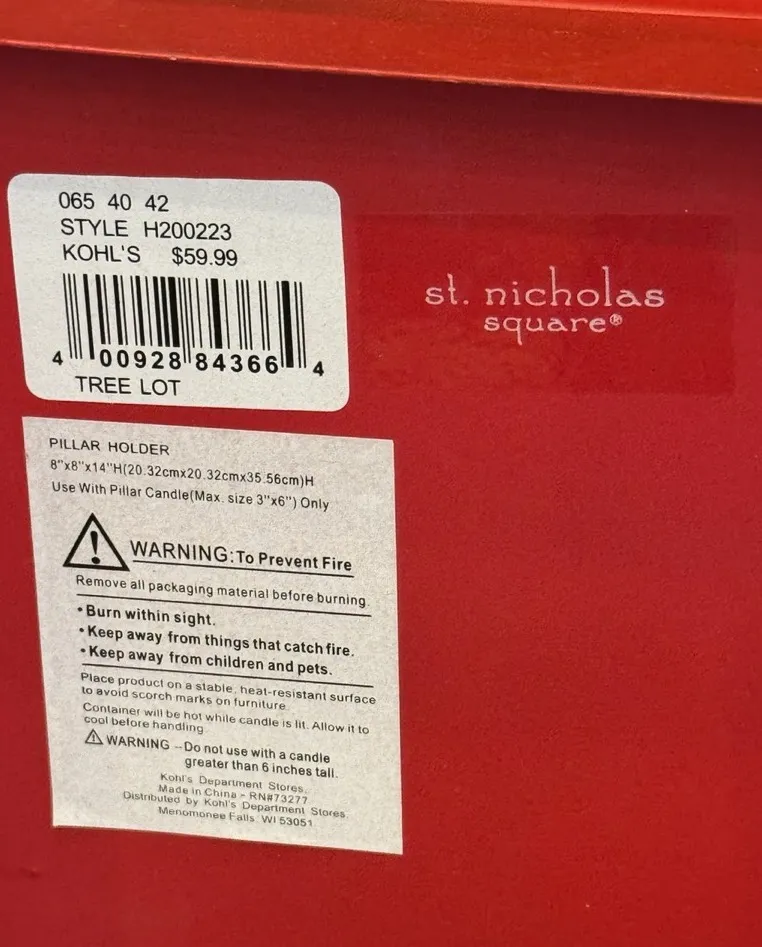 065 40 42
STYLE H200223
KOHL'S $59.99
4 00928 84366 4
TREE LOT
st. nicholas
square®
PILLAR HOLDER
8"x8"x14"H(20.32cmx20.32cmx35.56cm)H
Use With Pillar Candle(Max. size 3"x6") Only
WARNING:To Prevent Fire
Remove all packaging material before burning.
•Burn within sight.
•Keep away from things that catch fire.
•Keep away from children and pets.
Place product on a stable, heat-resistant surface
to avoid scorch marks on furniture.
Container will be hot while candle is lit. Allow it to
cool before handling.
WARNING --Do not use with a candle
greater than 6 inches tall.
Kohl's Department Stores.
Made in China - RN#73277
Distributed by Kohl's Department Stores.
Menomonee Falls WI 53051